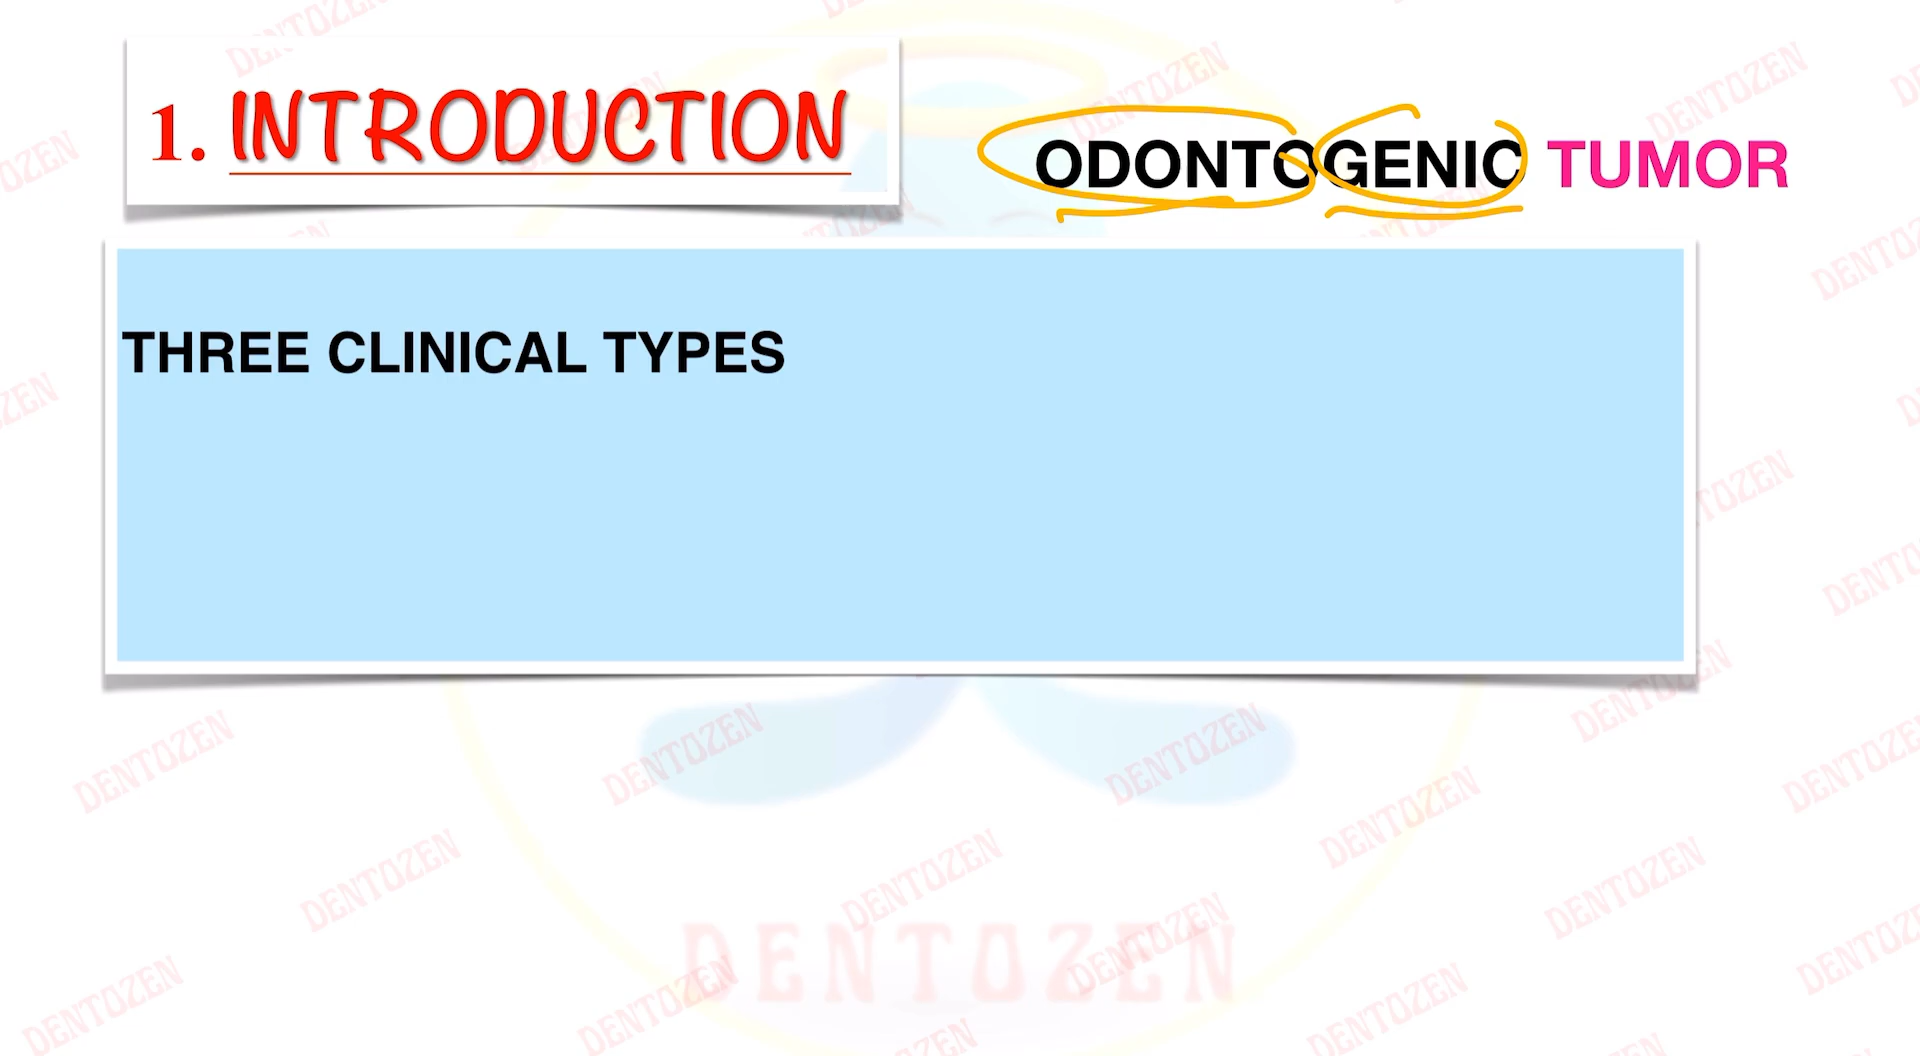 1. INTRODUCTION
ODONTOGENIC TUMOR
THREE CLINICAL TYPES
DENTOZEN